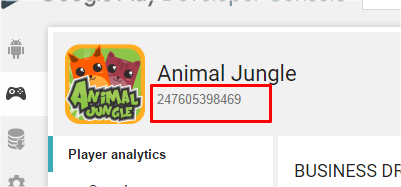 Google Play Developer Console
Animal Jungle
247605398469
ANIMAL
JUNGLE
Player analytics
BUSINESS DR